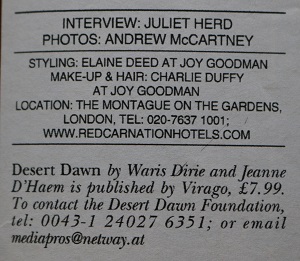 INTERVIEW: JULIET HERD
PHOTOS: ANDREW McCARTNEY
STYLING: ELAINE DEED AT JOY GOODMAN
MAKE-UP & HAIR: CHARLIE DUFFY
AT JOY GOODMAN
LOCATION: THE MONTAGUE ON THE GARDENS,
LONDON, TEL: 020-7637 1001;
WWW.REDCARNATIONHOTELS.COM
Desert Dawn by Waris Dirie and Jeanne
D'Haem is published by Virago, £7.99.
To contact the Desert Dawn Foundation,
tel: 0043-1 24027 6351; or email
mediapros@netway.at